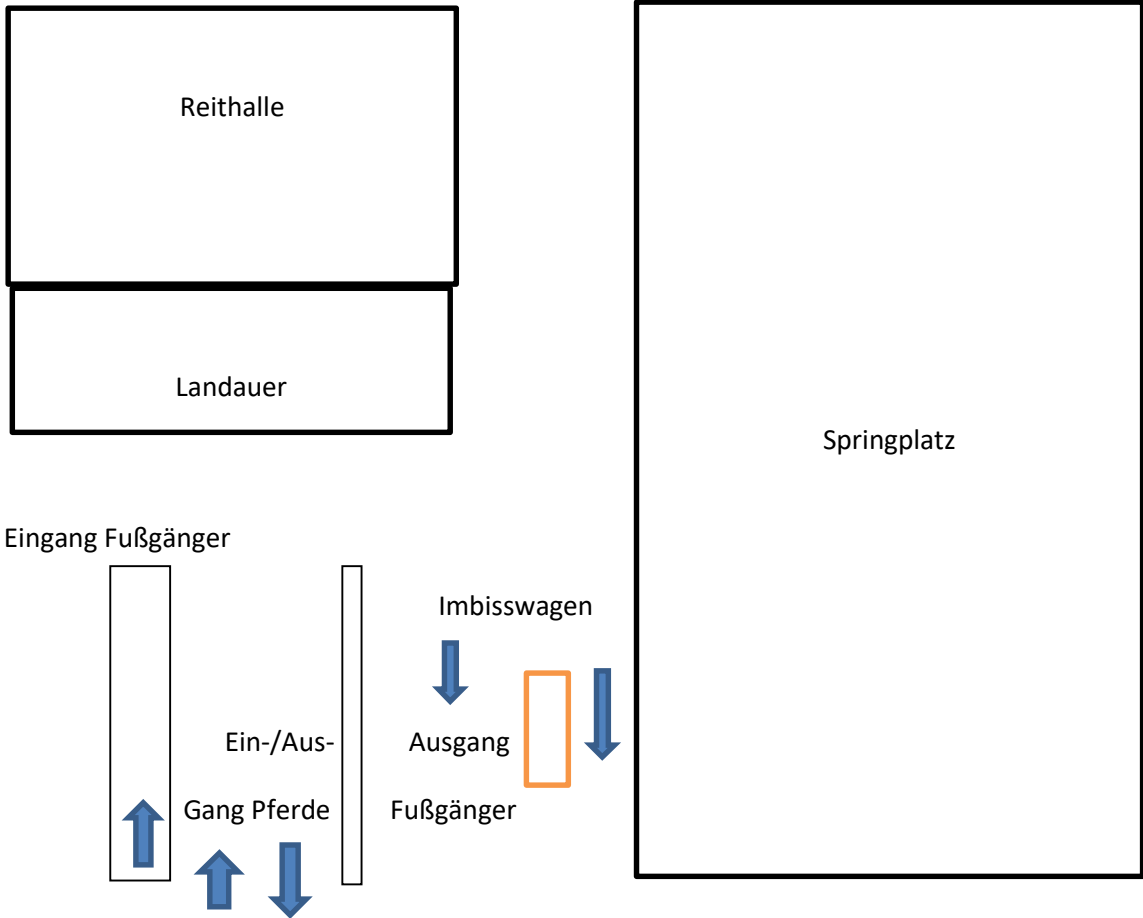 Reithalle
Landauer
Springplatz
Eingang Fußgänger
Imbisswagen
Ein-/Aus-
Gang Pferde
Ausgang
Fußgänger